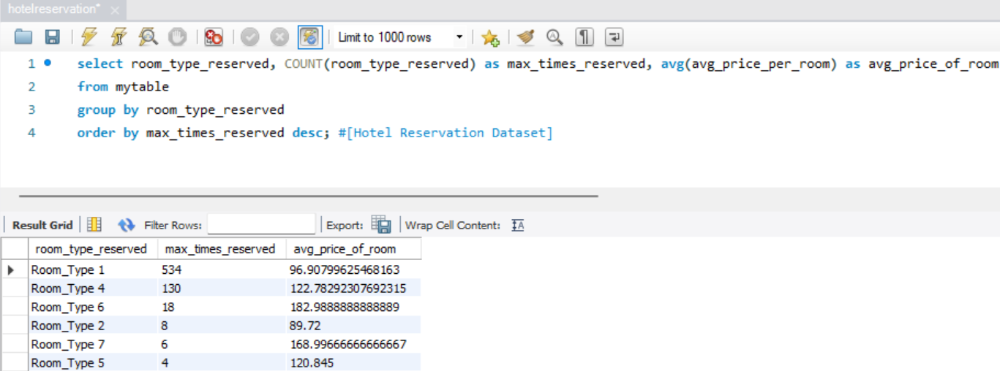 hotelreservation*
Limit to 1000 rows
1 select room_type_reserved, COUNT(room_type_reserved) as max_times_reserved, avg(avg_price_per_room) as avg_price_of_room
2 from mytable
3 group by room_type_reserved
4 order by max_times_reserved desc; #[Hotel Reservation Dataset]
Result Grid Filter Rows: Export: Wrap Cell Content:
room_type_reserved max_times_reserved avg_price_of_room
Room_Type 1 534 96.90799625468163
Room_Type 4 130 122.78292307692315
Room_Type 6 18 182.9888888888889
Room_Type 2 8 89.72
Room_Type 7 6 168.99666666666667
Room_Type 5 4 120.845